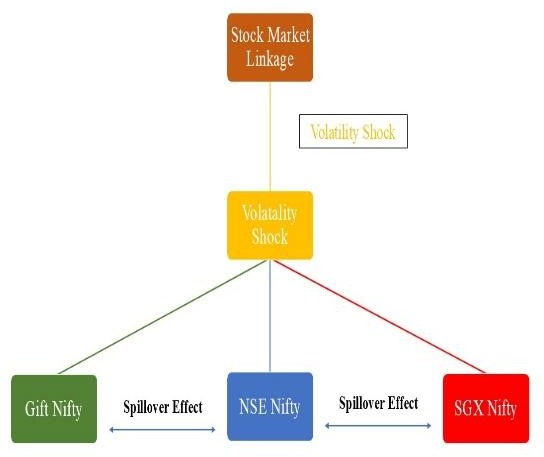 Stock Market
Linkage
Volatility Shock
Volatality
Shock
Gift Nifty
Spillover Effect
NSE Nifty
Spillover Effect
SGX Nifty